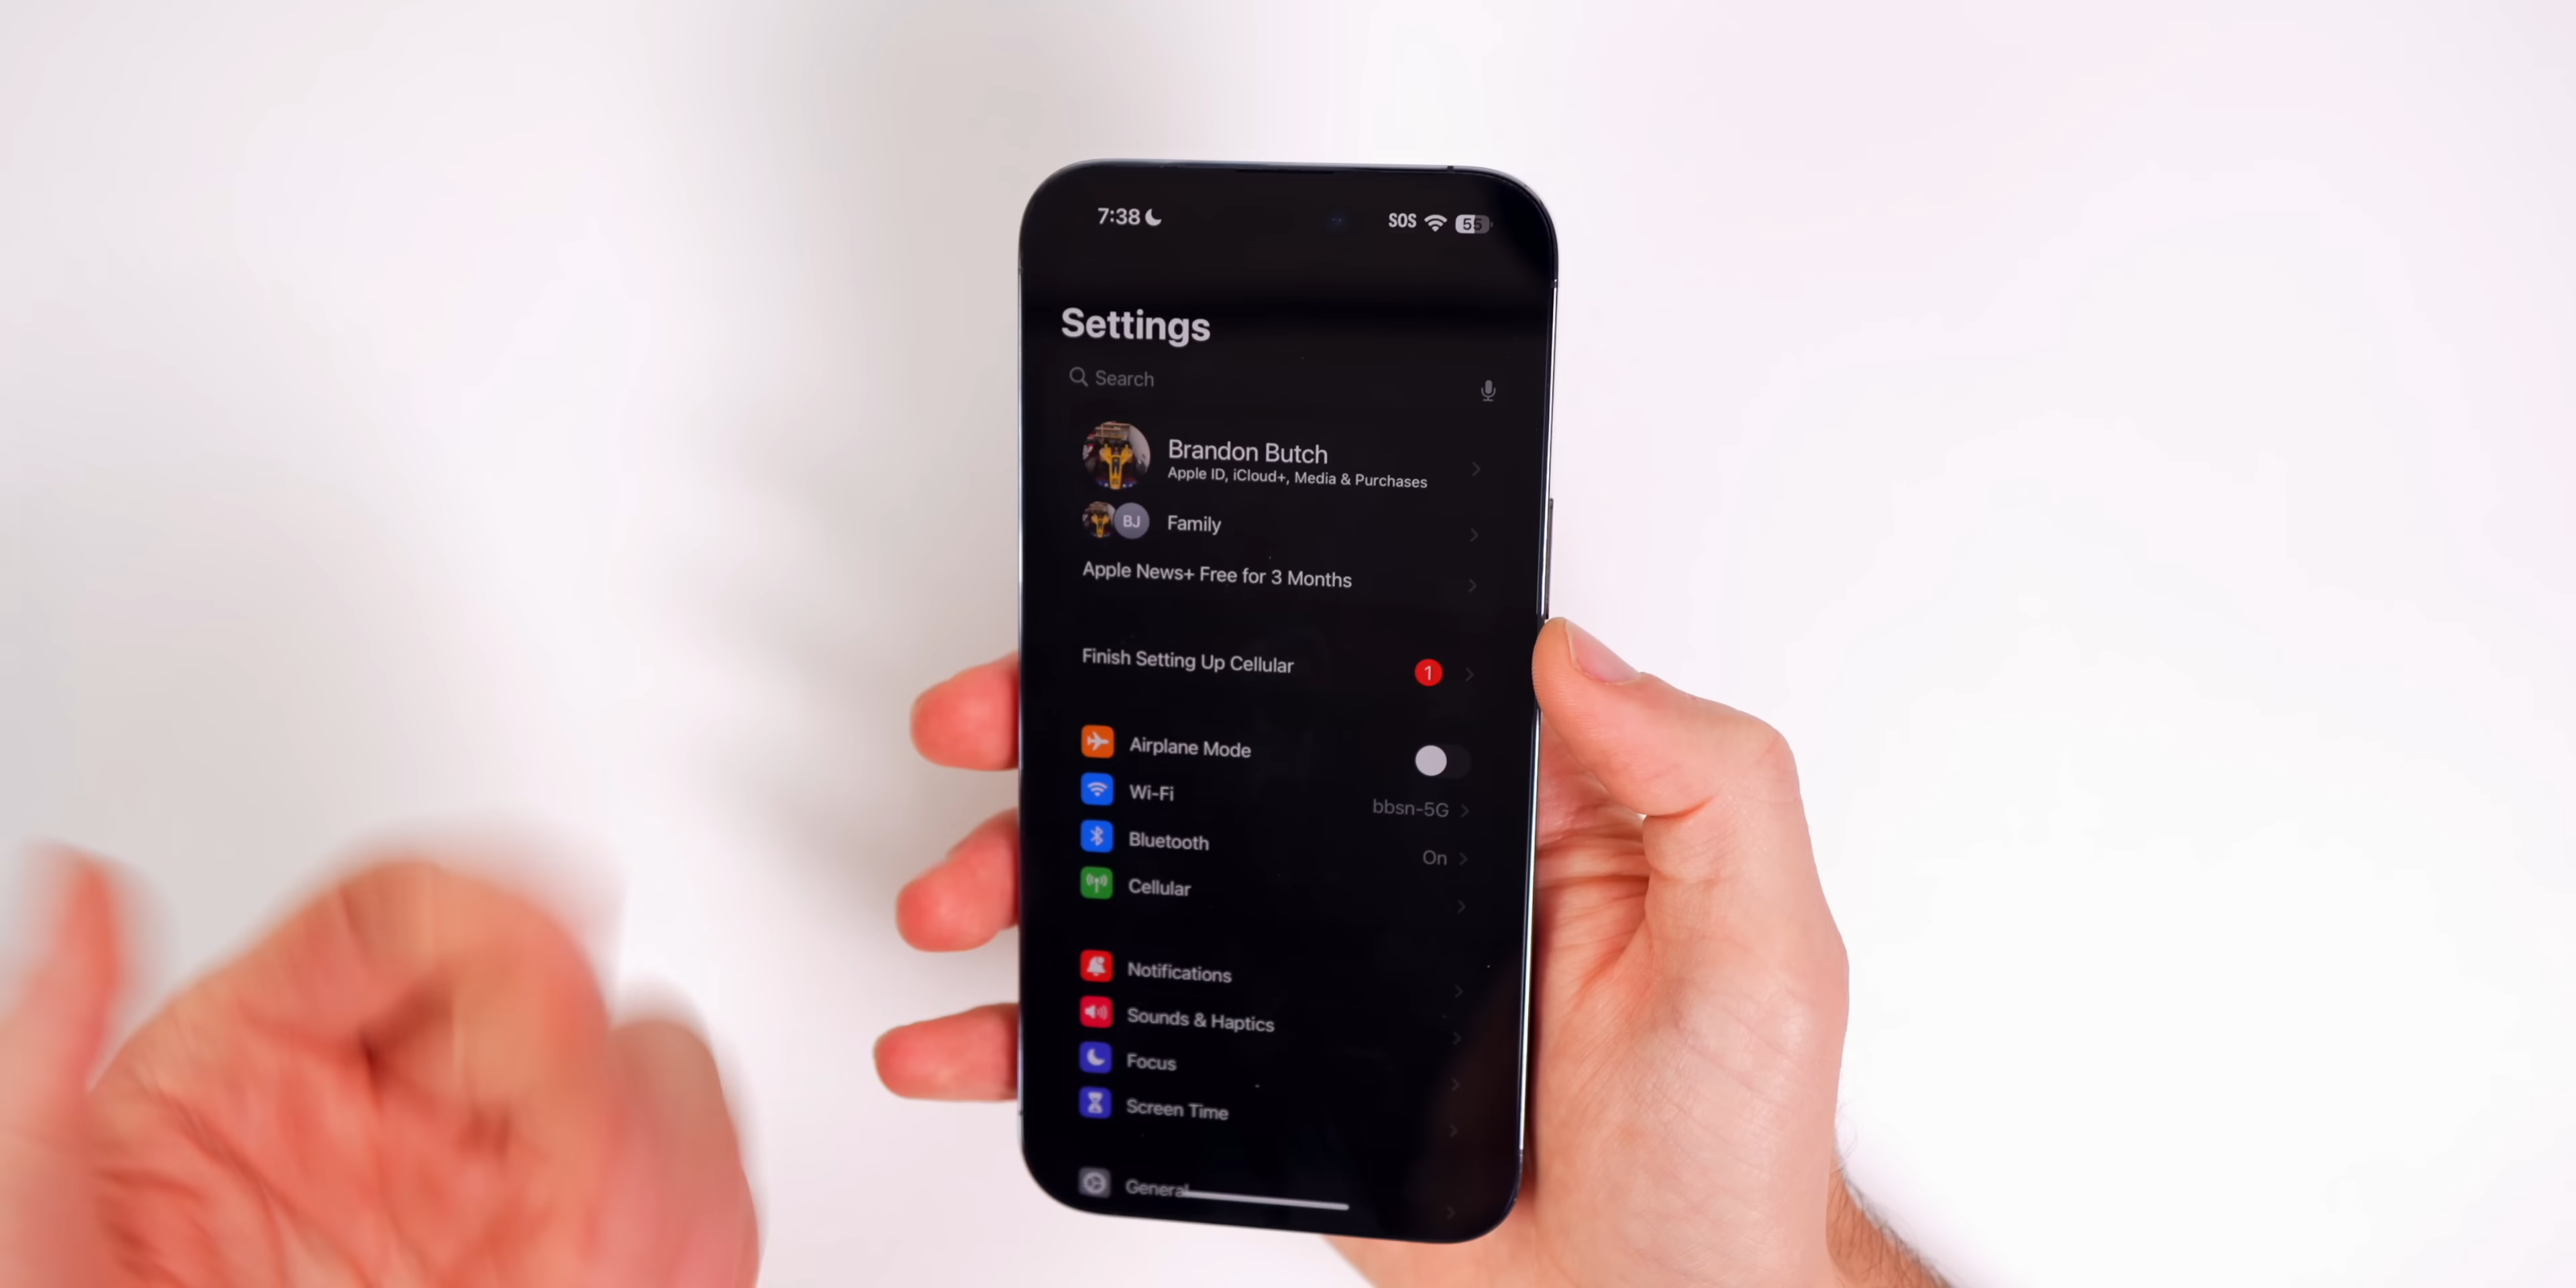 7:38
SOS
55
Settings
Search
Brandon Butch
Apple ID, iCloud+, Media & Purchases
BJ
Family
Apple News+ Free for 3 Months
Finish Setting Up Cellular
1
Airplane Mode
Wi-Fi
bbsn-5G
Bluetooth
On
Cellular
Notifications
Sounds & Haptics
Focus
Screen Time
General